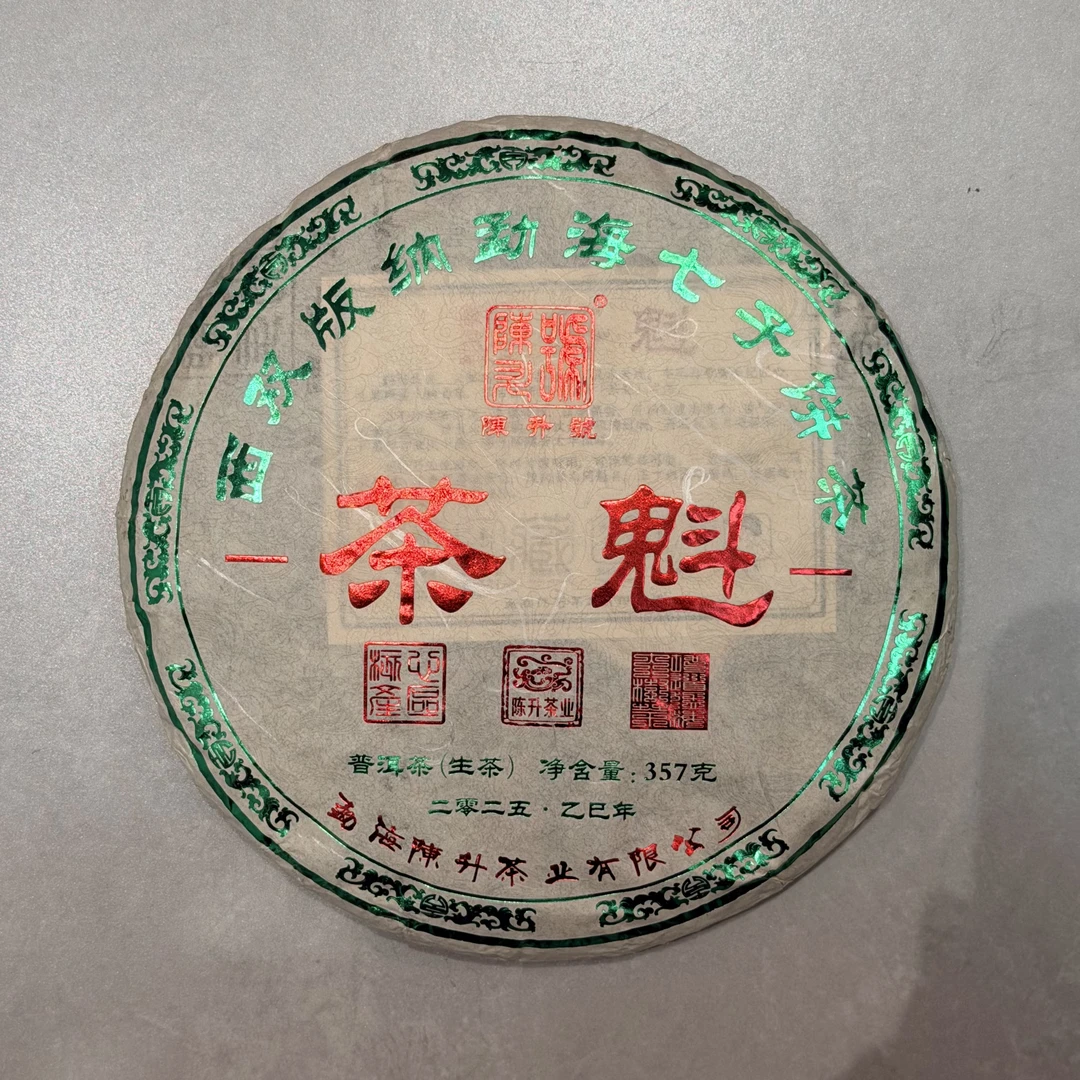 西双版纳勐海七子饼茶
陳升號
陳升號
茶魁
陈升茶业
普洱茶(生茶) 净含量:357克
二零二五·乙巳年
勐海陳升茶业有限公司